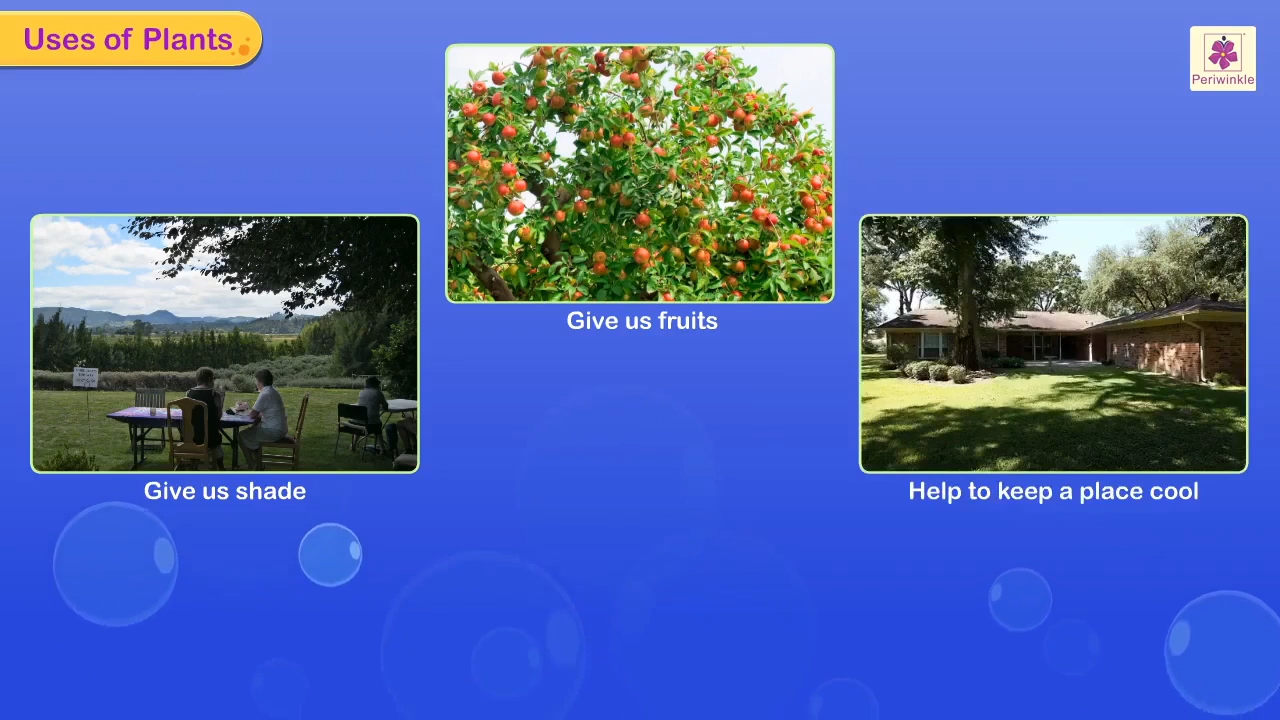 Uses of Plants
Periwinkle
Give us fruits
Give us shade
Help to keep a place cool